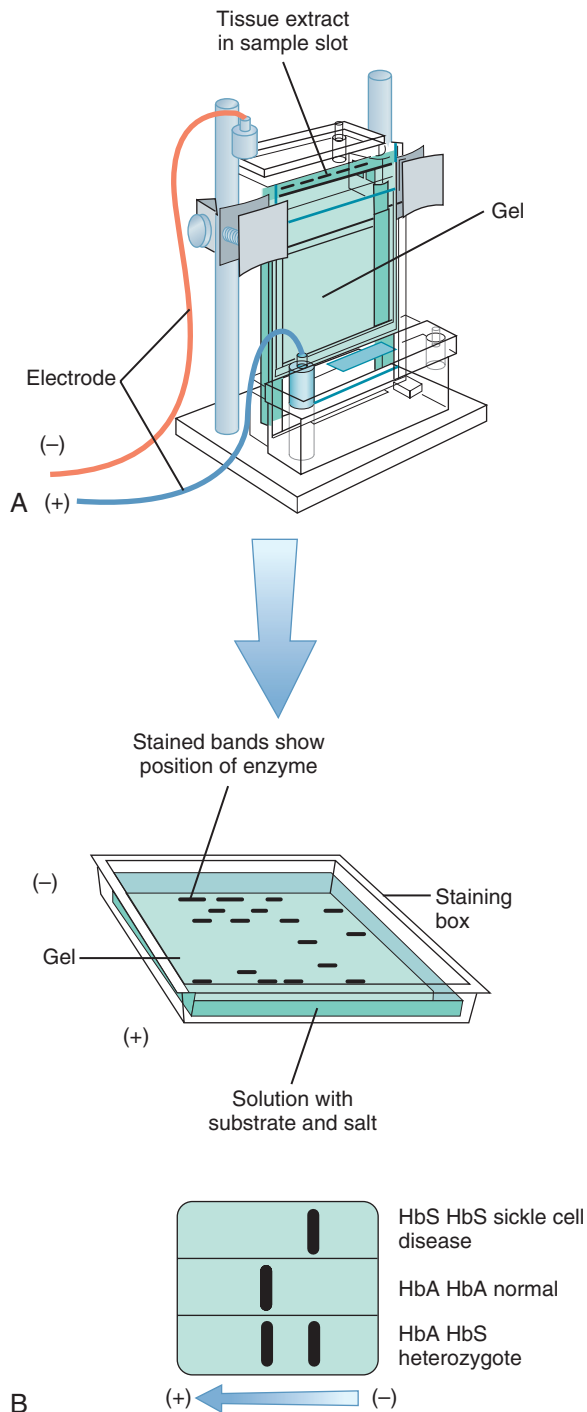 Tissue extract
in sample slot
Gel
Electrode
(–)
A (+)
Stained bands show
position of enzyme
(–)
Staining
box
Gel
(+)
Solution with
substrate and salt
HbS HbS sickle cell
disease
HbA HbA normal
HbA HbS
heterozygote
B (+) (–)